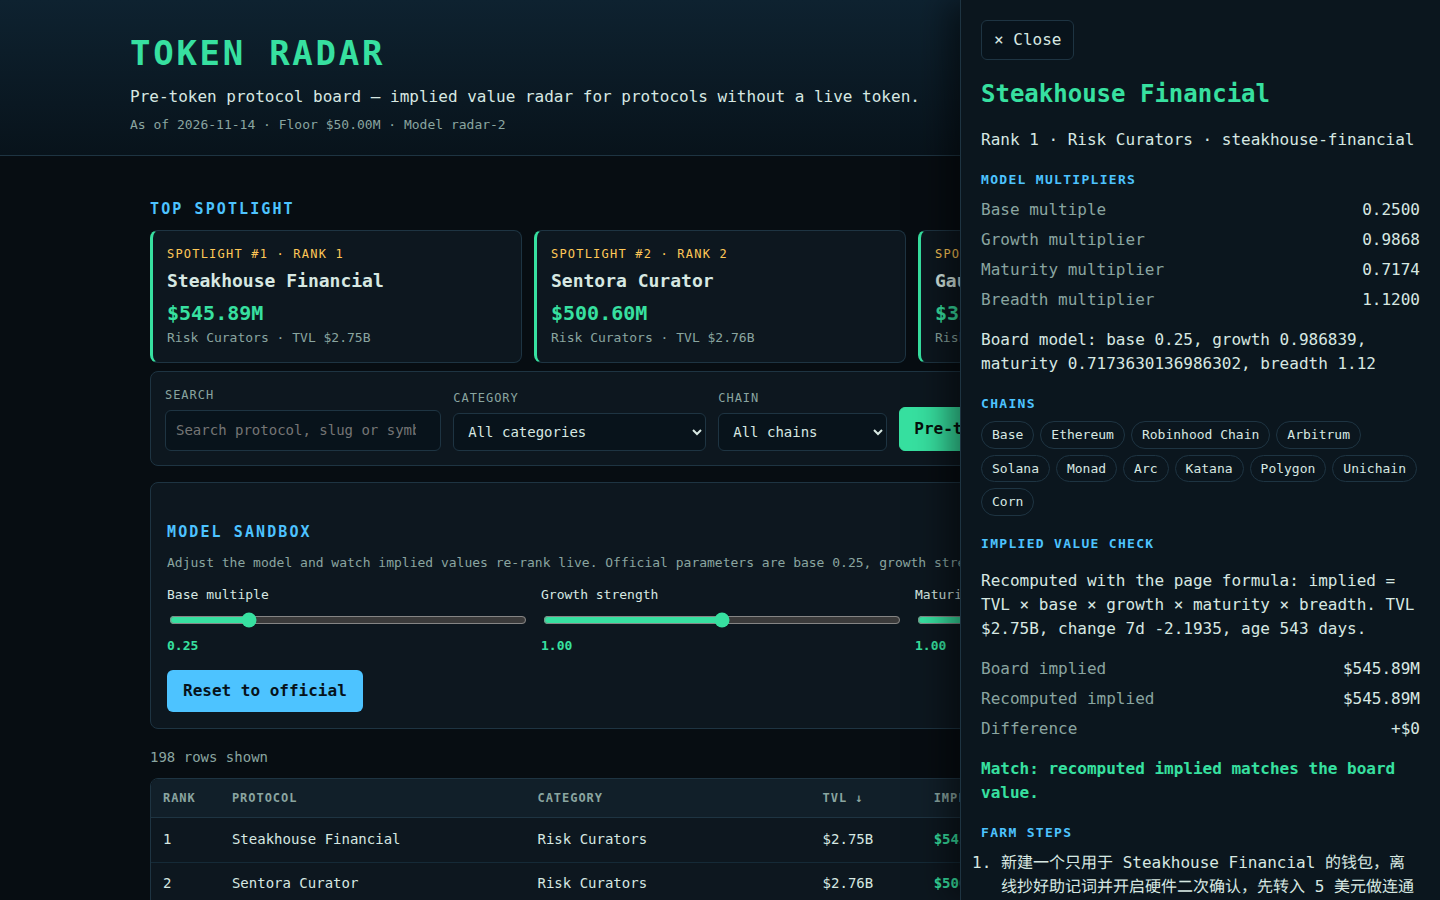 TOKEN RADAR
Pre-token protocol board — implied value radar for protocols without a live token.
As of 2026-11-14 · Floor $50.00M · Model radar-2
TOP SPOTLIGHT
SPOTLIGHT #1 · RANK 1
Steakhouse Financial
$545.89M
Risk Curators · TVL $2.75B
SPOTLIGHT #2 · RANK 2
Sentora Curator
$500.60M
Risk Curators · TVL $2.76B
SEARCH
Search protocol, slug or symb
CATEGORY
All categories
CHAIN
All chains
Pre-t
MODEL SANDBOX
Adjust the model and watch implied values re-rank live. Official parameters are base 0.25, growth stre
Base multiple
0.25
Growth strength
1.00
Maturi
1.00
Reset to official
198 rows shown
RANK PROTOCOL CATEGORY TVL ↓ IMP
1 Steakhouse Financial Risk Curators $2.75B $54
2 Sentora Curator Risk Curators $2.76B $50
× Close
Steakhouse Financial
Rank 1 · Risk Curators · steakhouse-financial
MODEL MULTIPLIERS
Base multiple 0.2500
Growth multiplier 0.9868
Maturity multiplier 0.7174
Breadth multiplier 1.1200
Board model: base 0.25, growth 0.986839,
maturity 0.7173630136986302, breadth 1.12
CHAINS
Base Ethereum Robinhood Chain Arbitrum
Solana Monad Arc Katana Polygon Unichain
Corn
IMPLIED VALUE CHECK
Recomputed with the page formula: implied =
TVL × base × growth × maturity × breadth. TVL
$2.75B, change 7d -2.1935, age 543 days.
Board implied $545.89M
Recomputed implied $545.89M
Difference +$0
Match: recomputed implied matches the board
value.
FARM STEPS
1. 新建一个只用于 Steakhouse Financial 的钱包，离
线抄好助记词并开启硬件二次确认，先转入 5 美元做连通